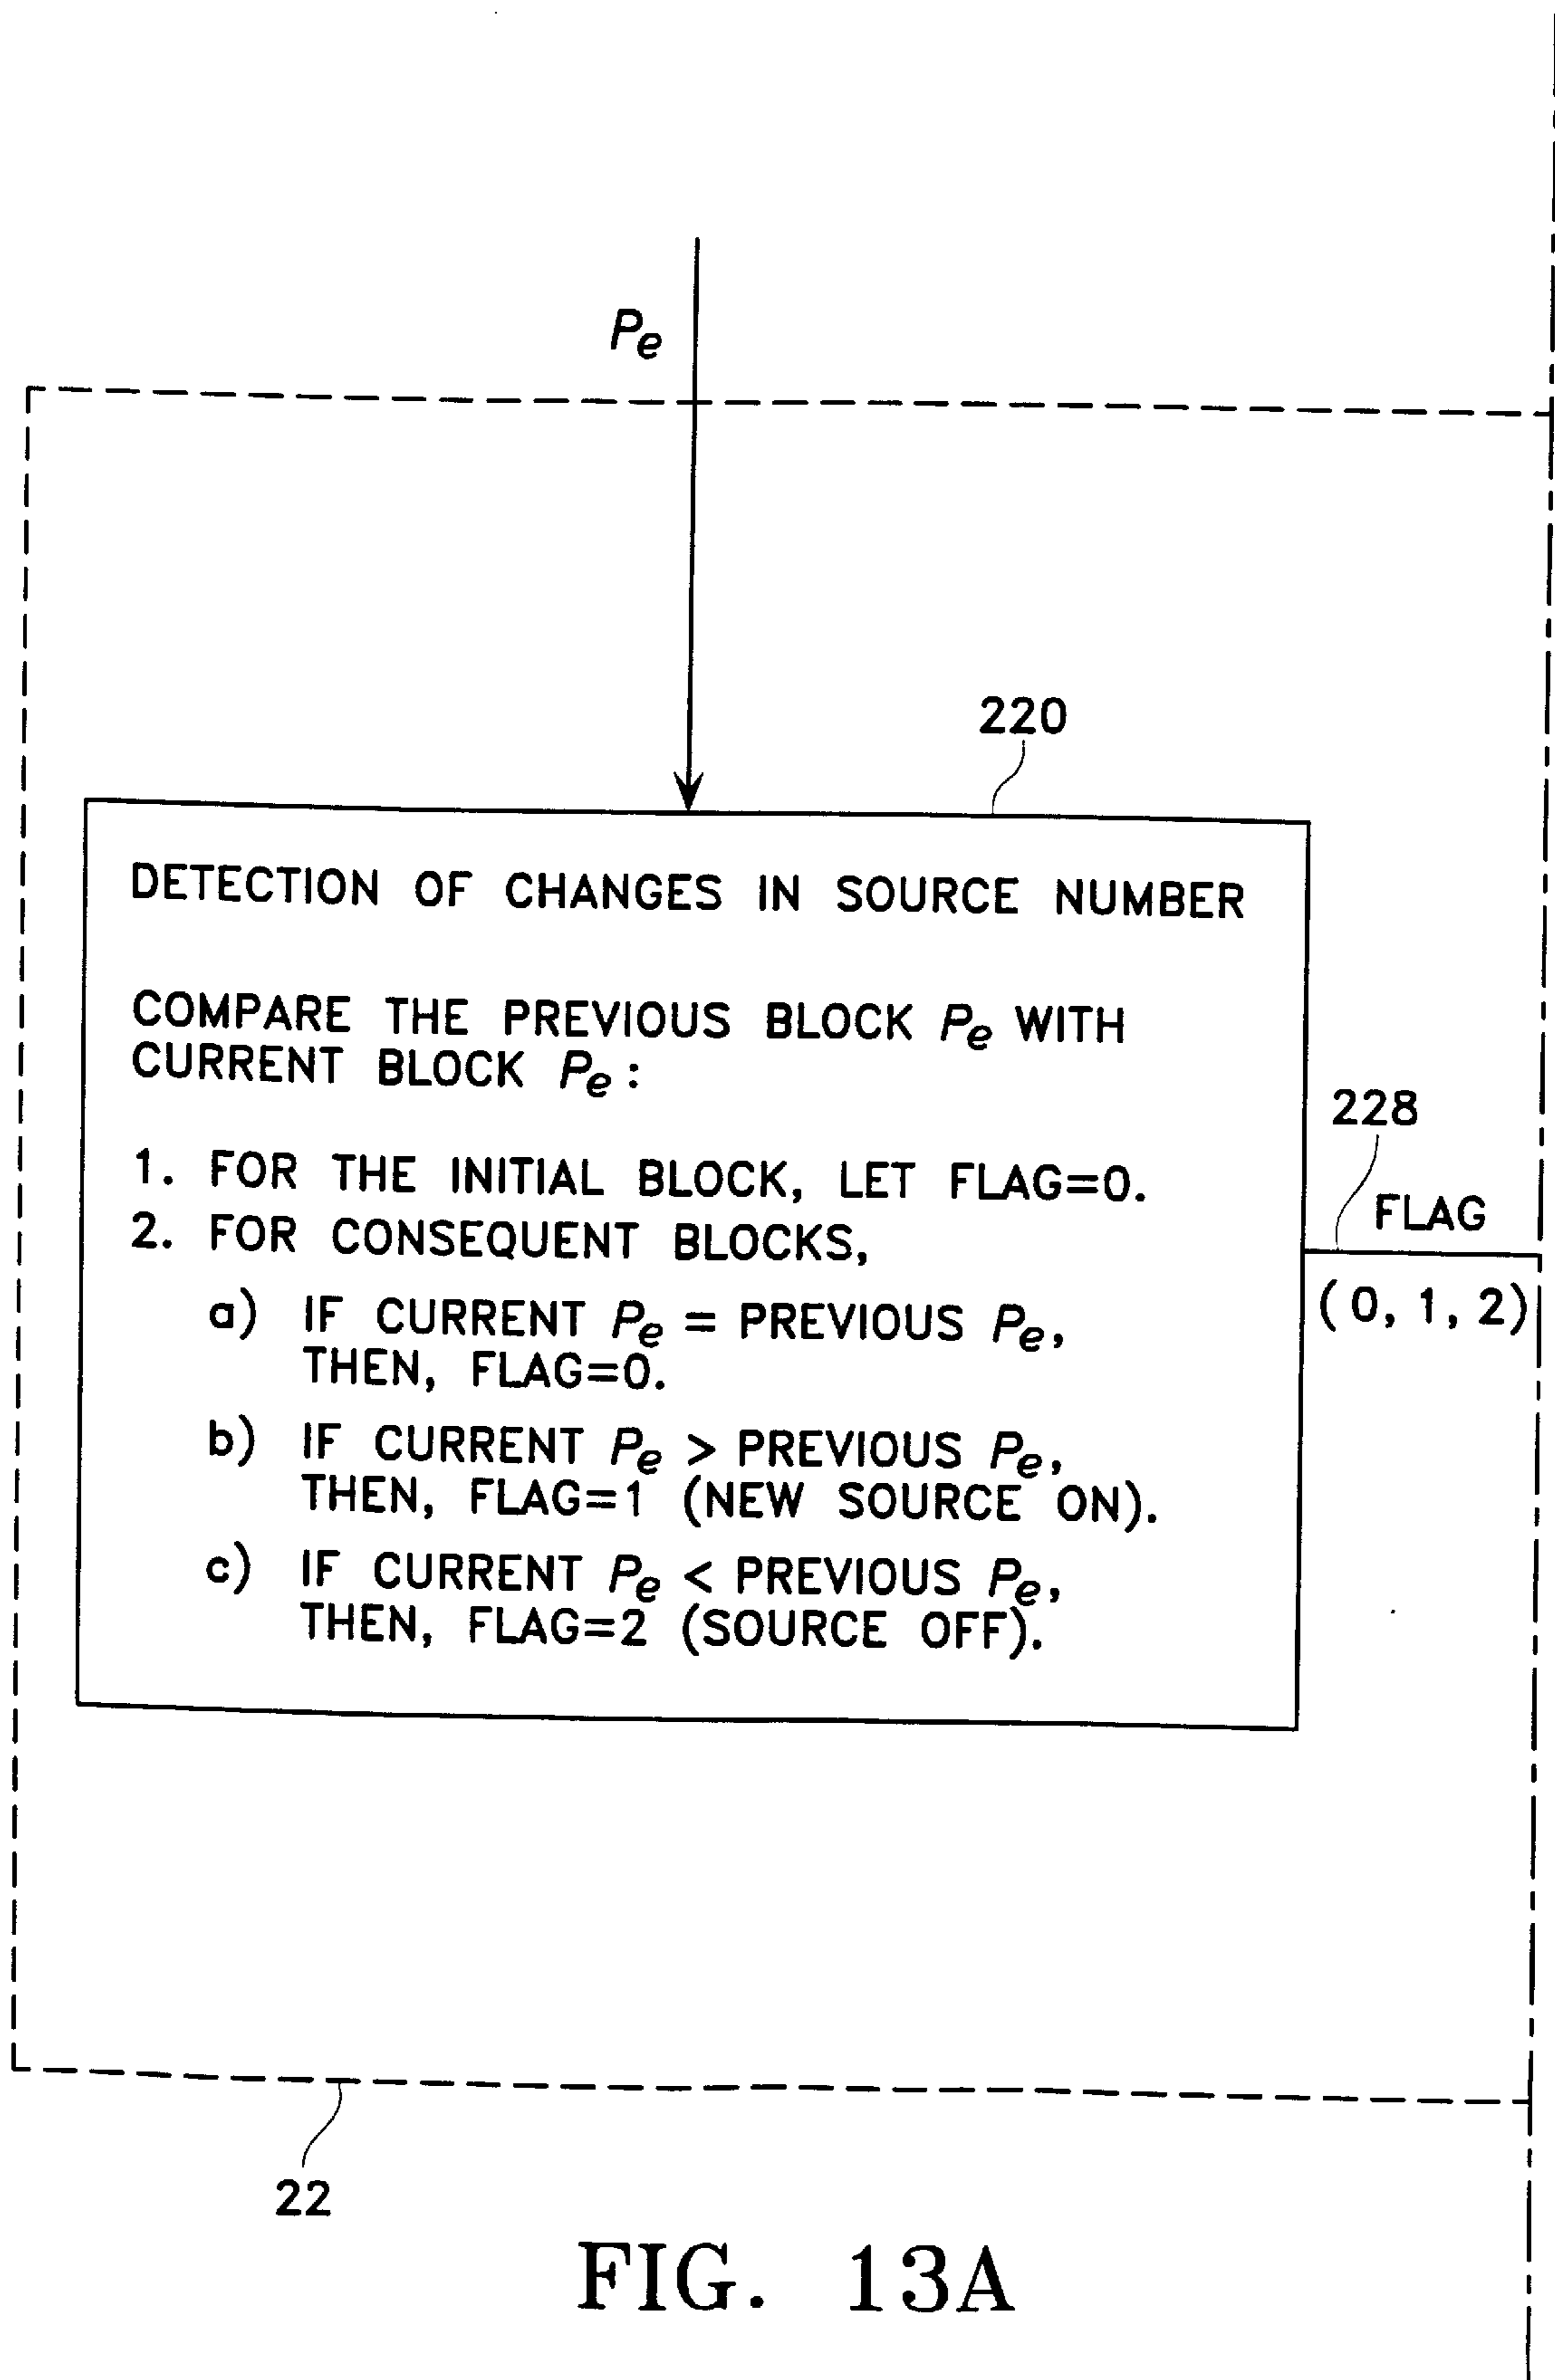 Pe
220
DETECTION OF CHANGES IN SOURCE NUMBER
COMPARE THE PREVIOUS BLOCK Pe WITH
CURRENT BLOCK Pe :
1. FOR THE INITIAL BLOCK, LET FLAG=0.
2. FOR CONSEQUENT BLOCKS,
a) IF CURRENT Pe = PREVIOUS Pe,
THEN, FLAG=0.
b) IF CURRENT Pe > PREVIOUS Pe,
THEN, FLAG=1 (NEW SOURCE ON).
c) IF CURRENT Pe < PREVIOUS Pe,
THEN, FLAG=2 (SOURCE OFF).
228
FLAG
(0, 1, 2)
22
FIG. 13A